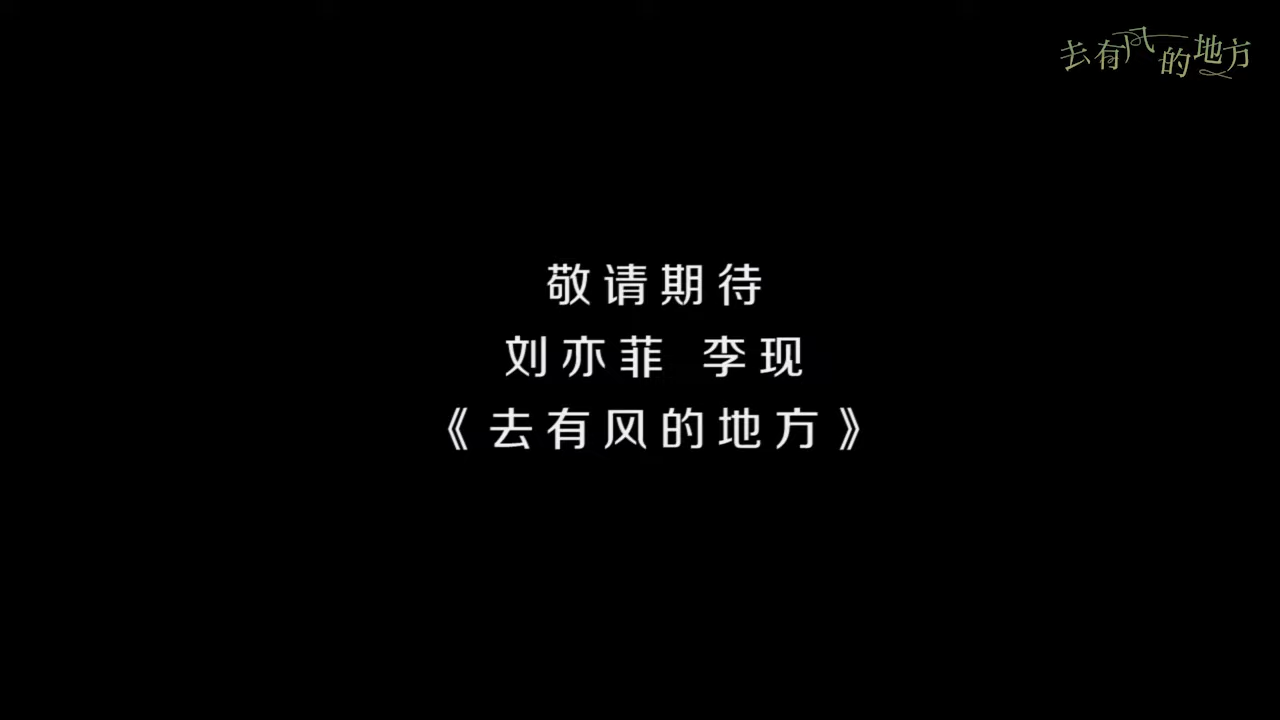 去有风的地方
敬请期待
刘亦菲 李现
《去有风的地方》